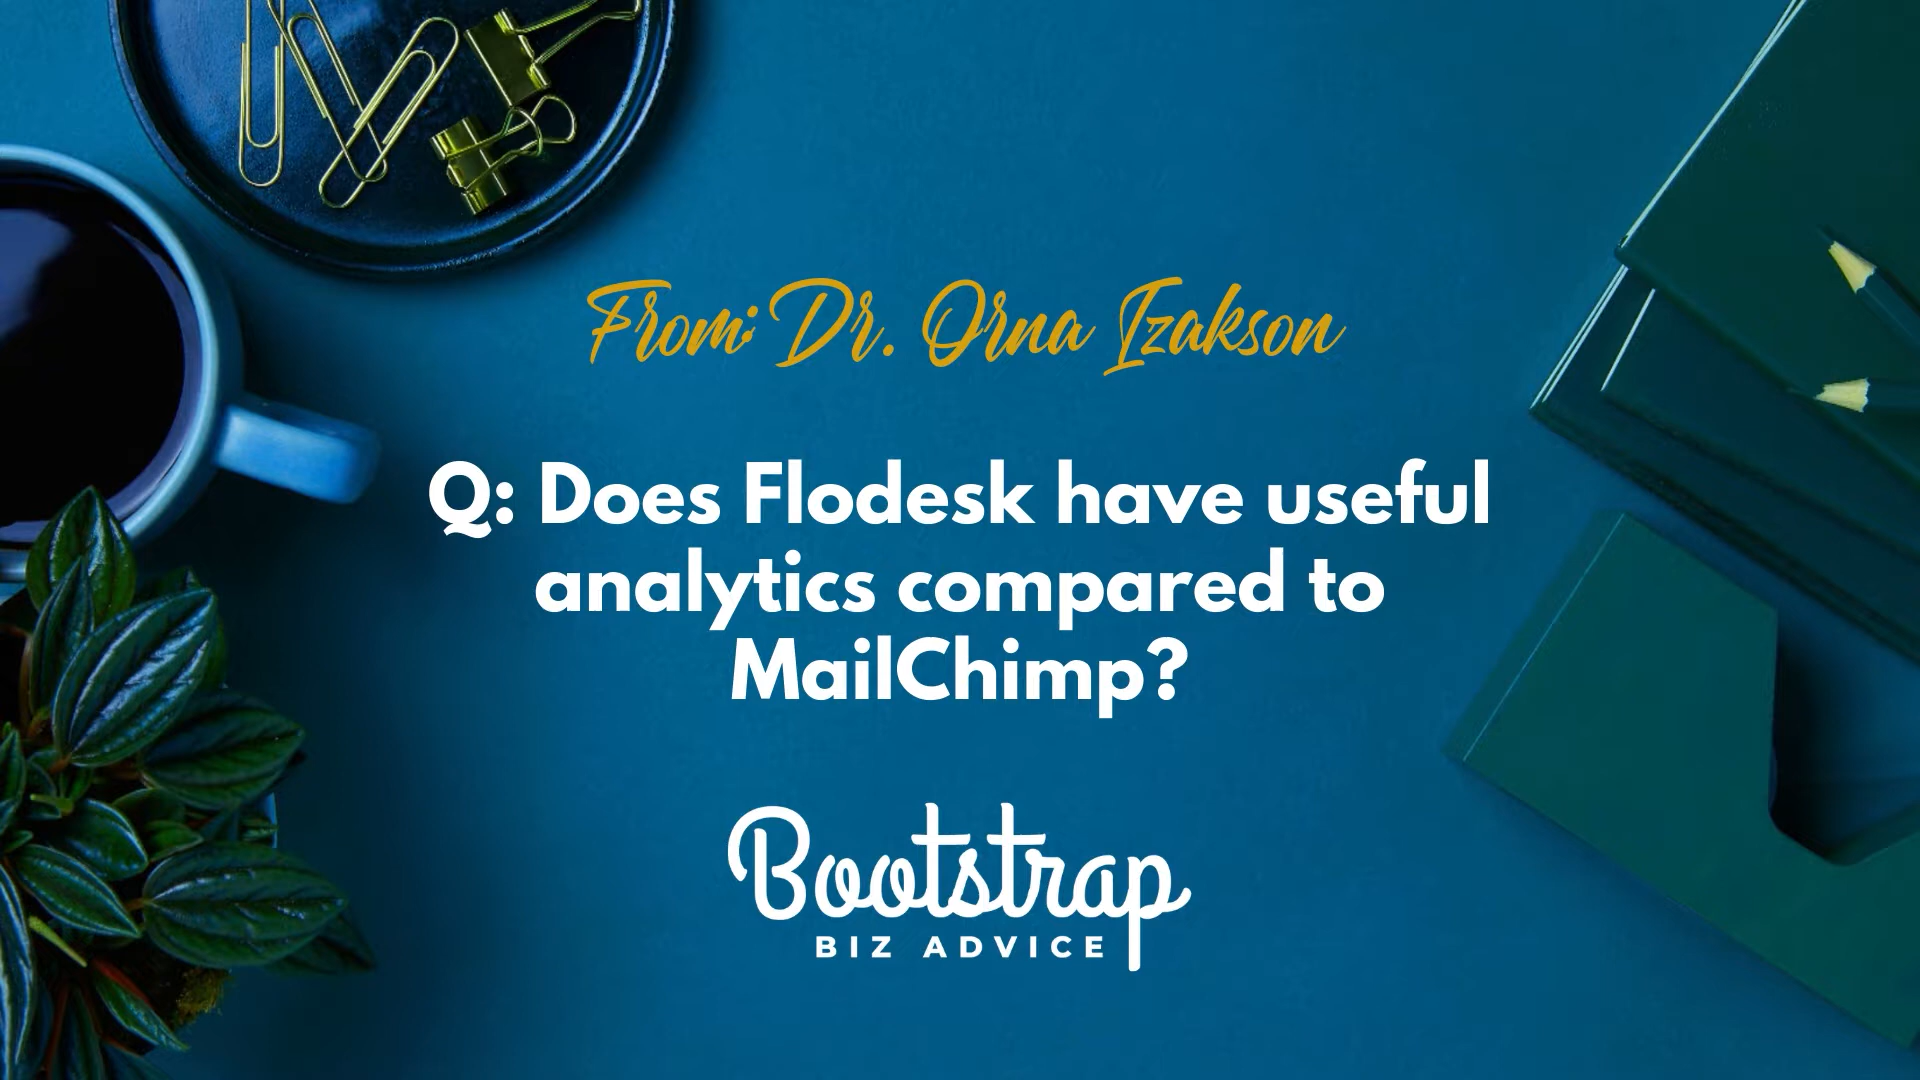 From: Dr. Orna Izakson
Q: Does Flodesk have useful
analytics compared to
MailChimp?
Bootstrap
BIZ ADVICE